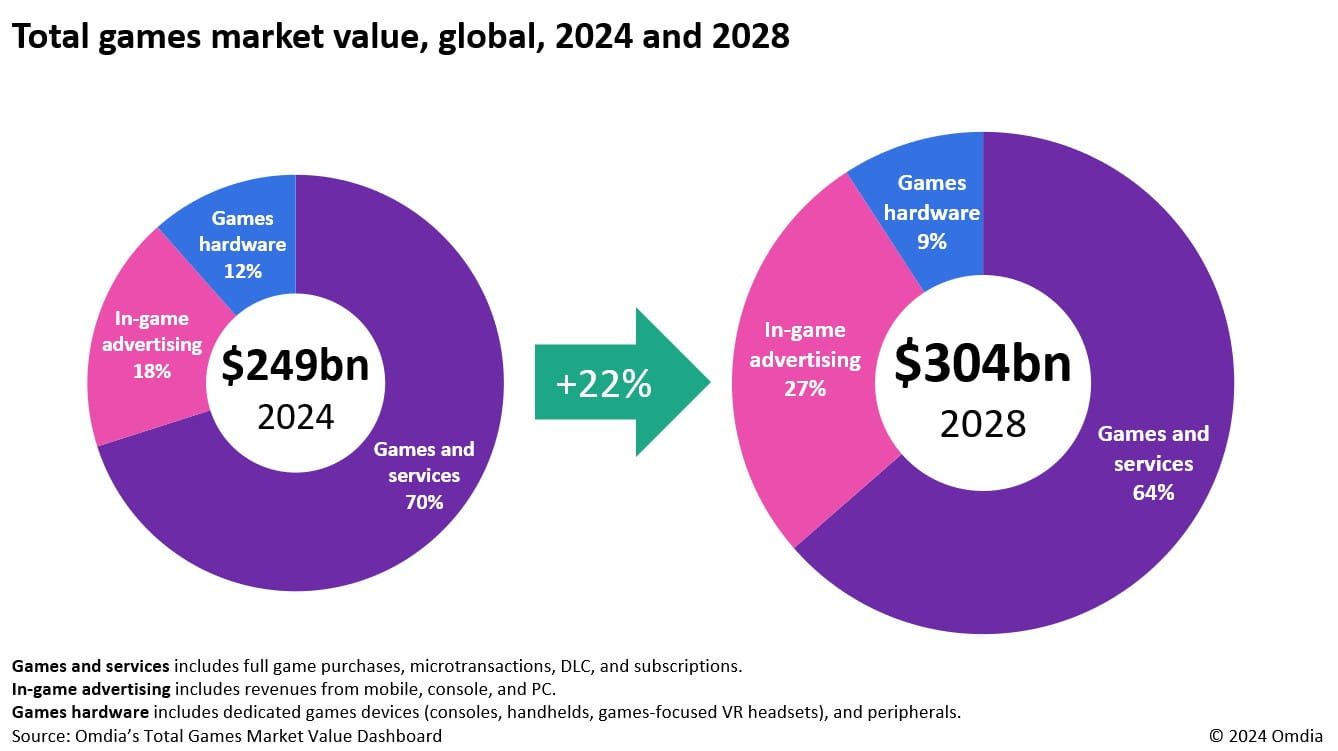 Total games market value, global, 2024 and 2028
Games
hardware
12%
In-game
advertising
18%
$249bn
2024
Games and
services
70%
+22%
Games
hardware
9%
In-game
advertising
27%
$304bn
2028
Games and
services
64%
Games and services includes full game purchases, microtransactions, DLC, and subscriptions.
In-game advertising includes revenues from mobile, console, and PC.
Games hardware includes dedicated games devices (consoles, handhelds, games-focused VR headsets), and peripherals.
Source: Omdia’s Total Games Market Value Dashboard
© 2024 Omdia